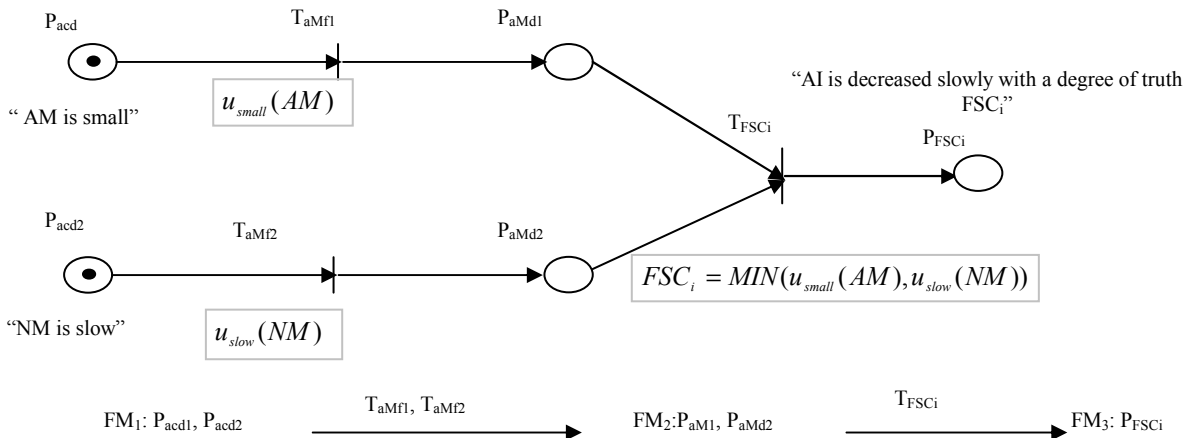 P_acd T_aMf1 P_aMd1
“AI is decreased slowly with a degree of truth
FSC_i”
u_small(AM)
“ AM is small”
T_FSCi
P_FSCi
P_acd2 T_aMf2 P_aMd2
FSC_i = MIN(u_small(AM), u_slow(NM))
“NM is slow”
u_slow(NM)
FM_1: P_acd1, P_acd2 T_aMf1, T_aMf2 FM_2:P_aM1, P_aMd2 T_FSCi FM_3: P_FSCi